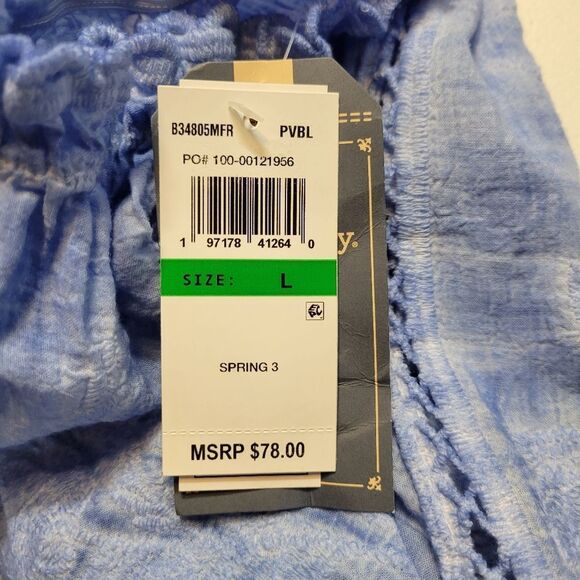 B34805MFR PVBL
PO# 100-00121956
1 97178 41264 0
SIZE: L
SPRING 3
MSRP $78.00